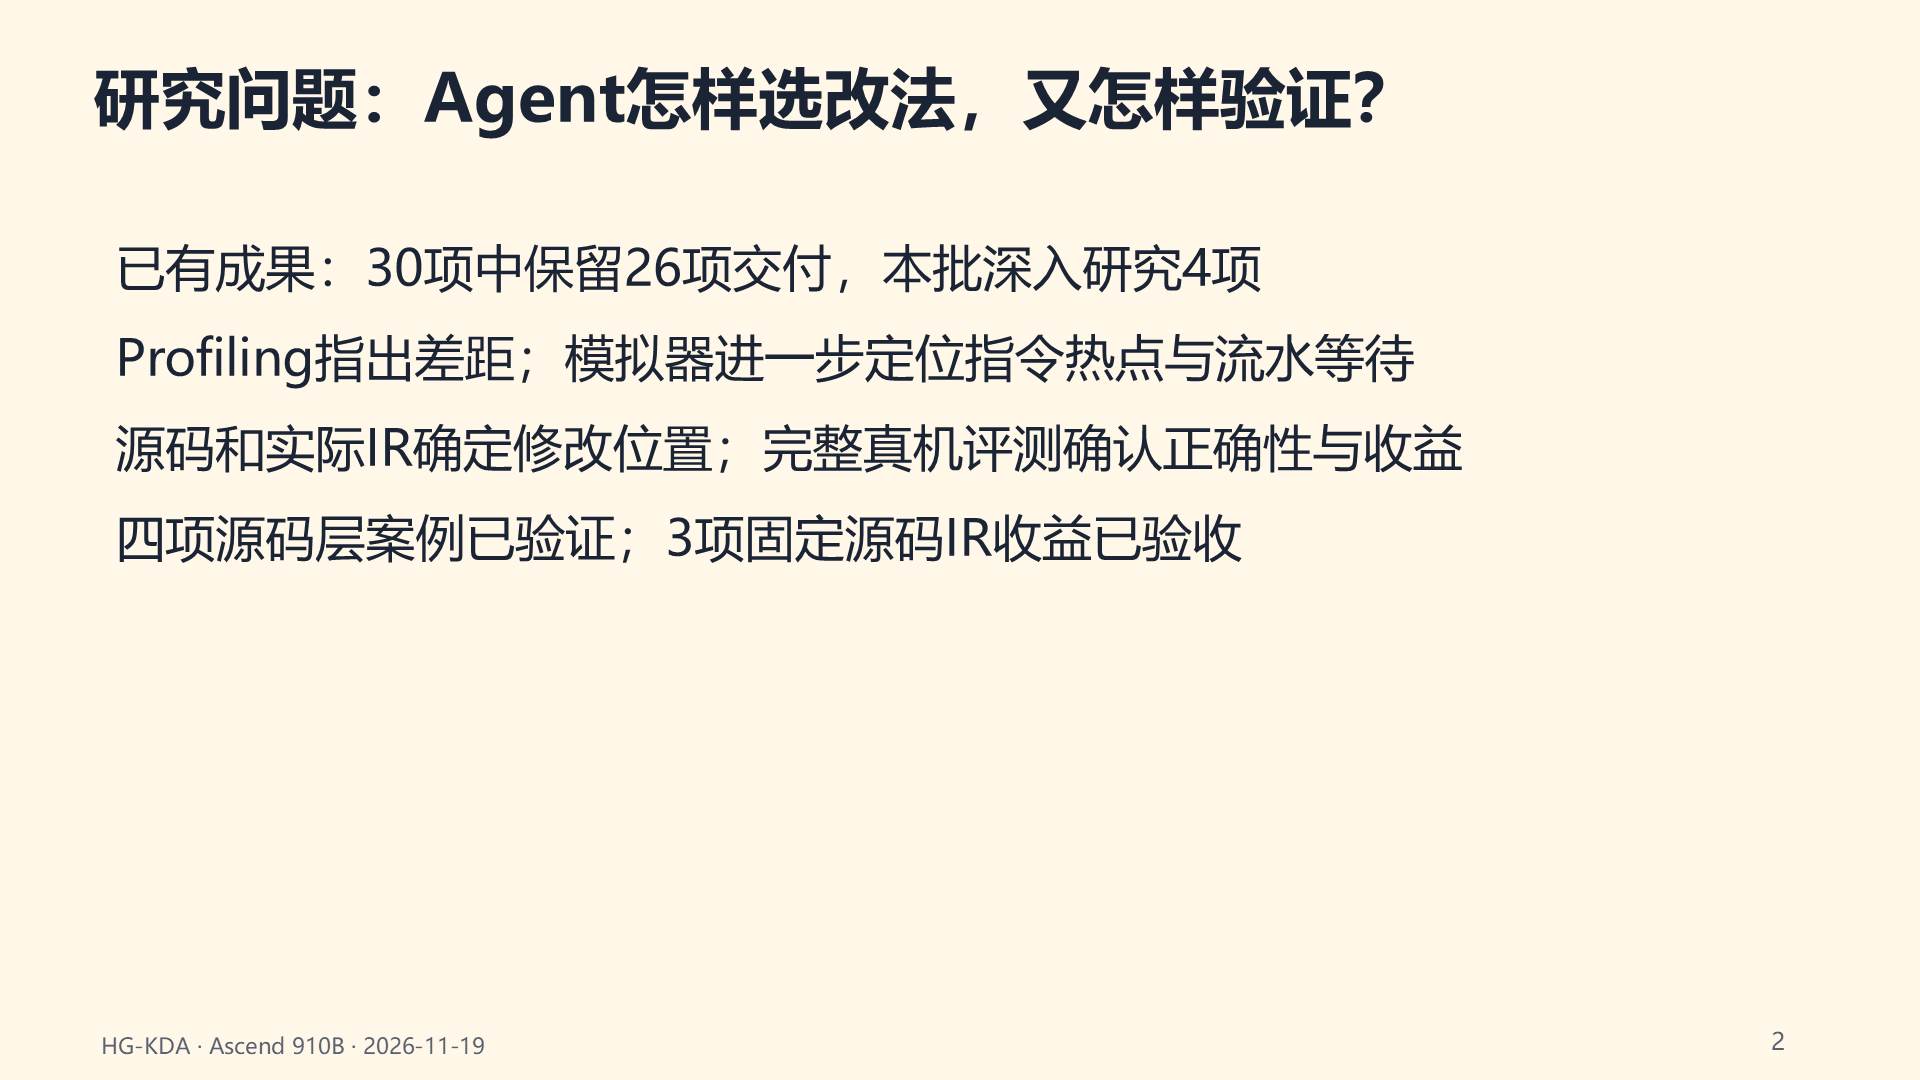 研究问题：Agent怎样选改法，又怎样验证？
已有成果：30项中保留26项交付，本批深入研究4项
Profiling指出差距；模拟器进一步定位指令热点与流水等待
源码和实际IR确定修改位置；完整真机评测确认正确性与收益
四项源码层案例已验证；3项固定源码IR收益已验收
HG-KDA · Ascend 910B · 2026-11-19
2